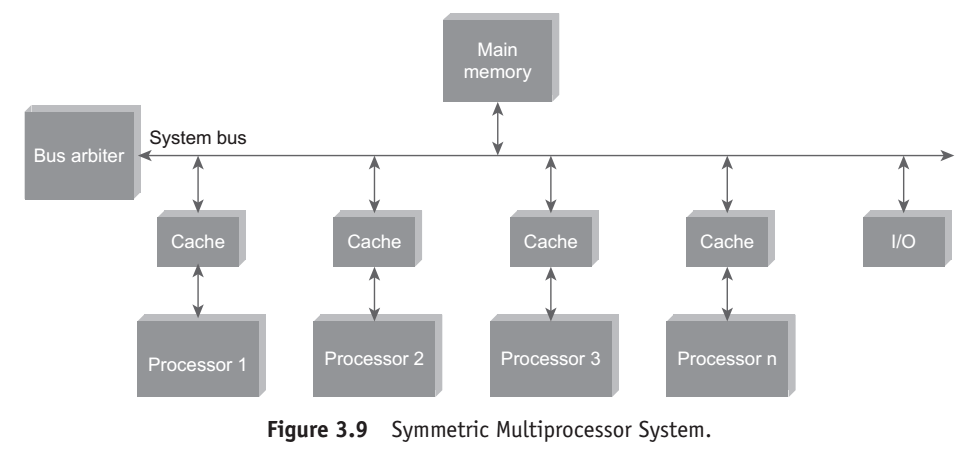 Main
memory
Bus arbiter
System bus
Cache
Cache
Cache
Cache
I/O
Processor 1
Processor 2
Processor 3
Processor n
Figure 3.9 Symmetric Multiprocessor System.